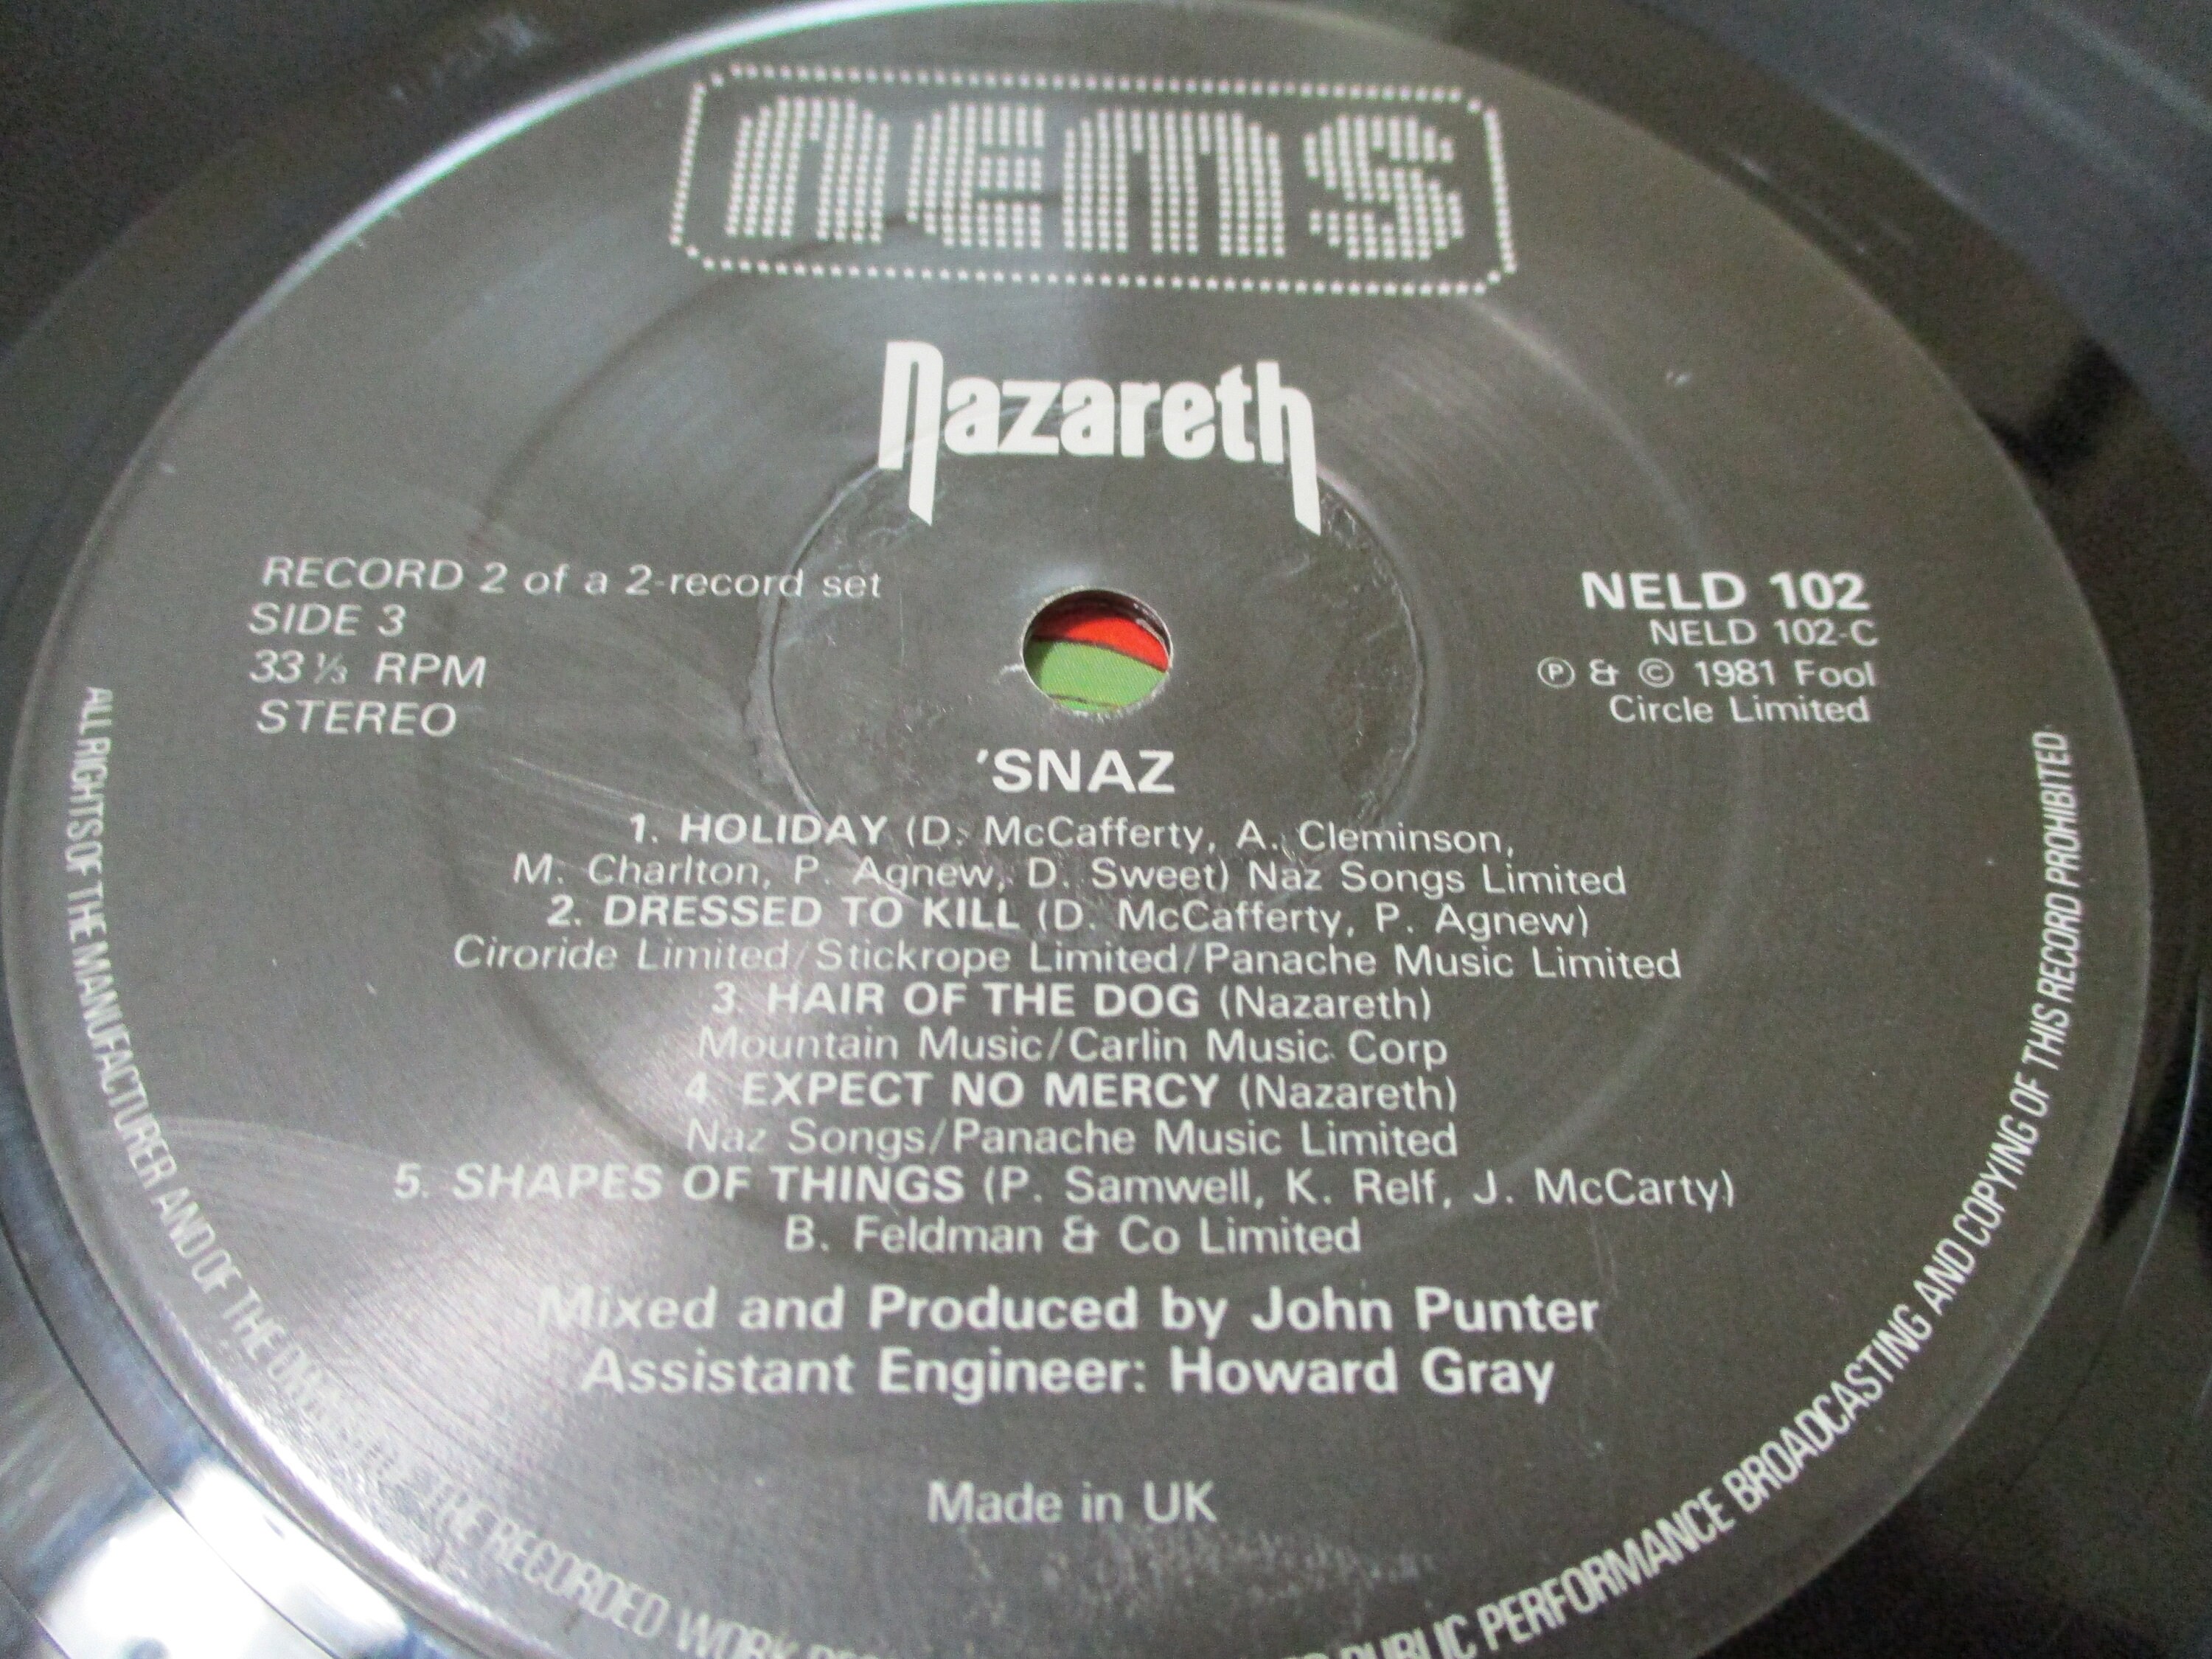 nems
Nazareth
RECORD 2 of a 2-record set
SIDE 3
33⅓ RPM
STEREO
NELD 102
NELD 102-C
Ⓟ & © 1981 Fool
Circle Limited
'SNAZ
1. HOLIDAY (D. McCafferty, A. Cleminson,
M. Charlton, P. Agnew, D. Sweet) Naz Songs Limited
2. DRESSED TO KILL (D. McCafferty, P. Agnew)
Ciroride Limited/Stickrope Limited/Panache Music Limited
3. HAIR OF THE DOG (Nazareth)
Mountain Music/Carlin Music Corp
4. EXPECT NO MERCY (Nazareth)
Naz Songs/Panache Music Limited
5. SHAPES OF THINGS (P. Samwell, K. Relf, J. McCarty)
B. Feldman & Co Limited
Mixed and Produced by John Punter
Assistant Engineer: Howard Gray
Made in UK
ALL RIGHTS OF THE MANUFACTURER AND OF THE OWNER OF THE RECORDED WORK
PUBLIC PERFORMANCE BROADCASTING AND COPYING OF THIS RECORD PROHIBITED